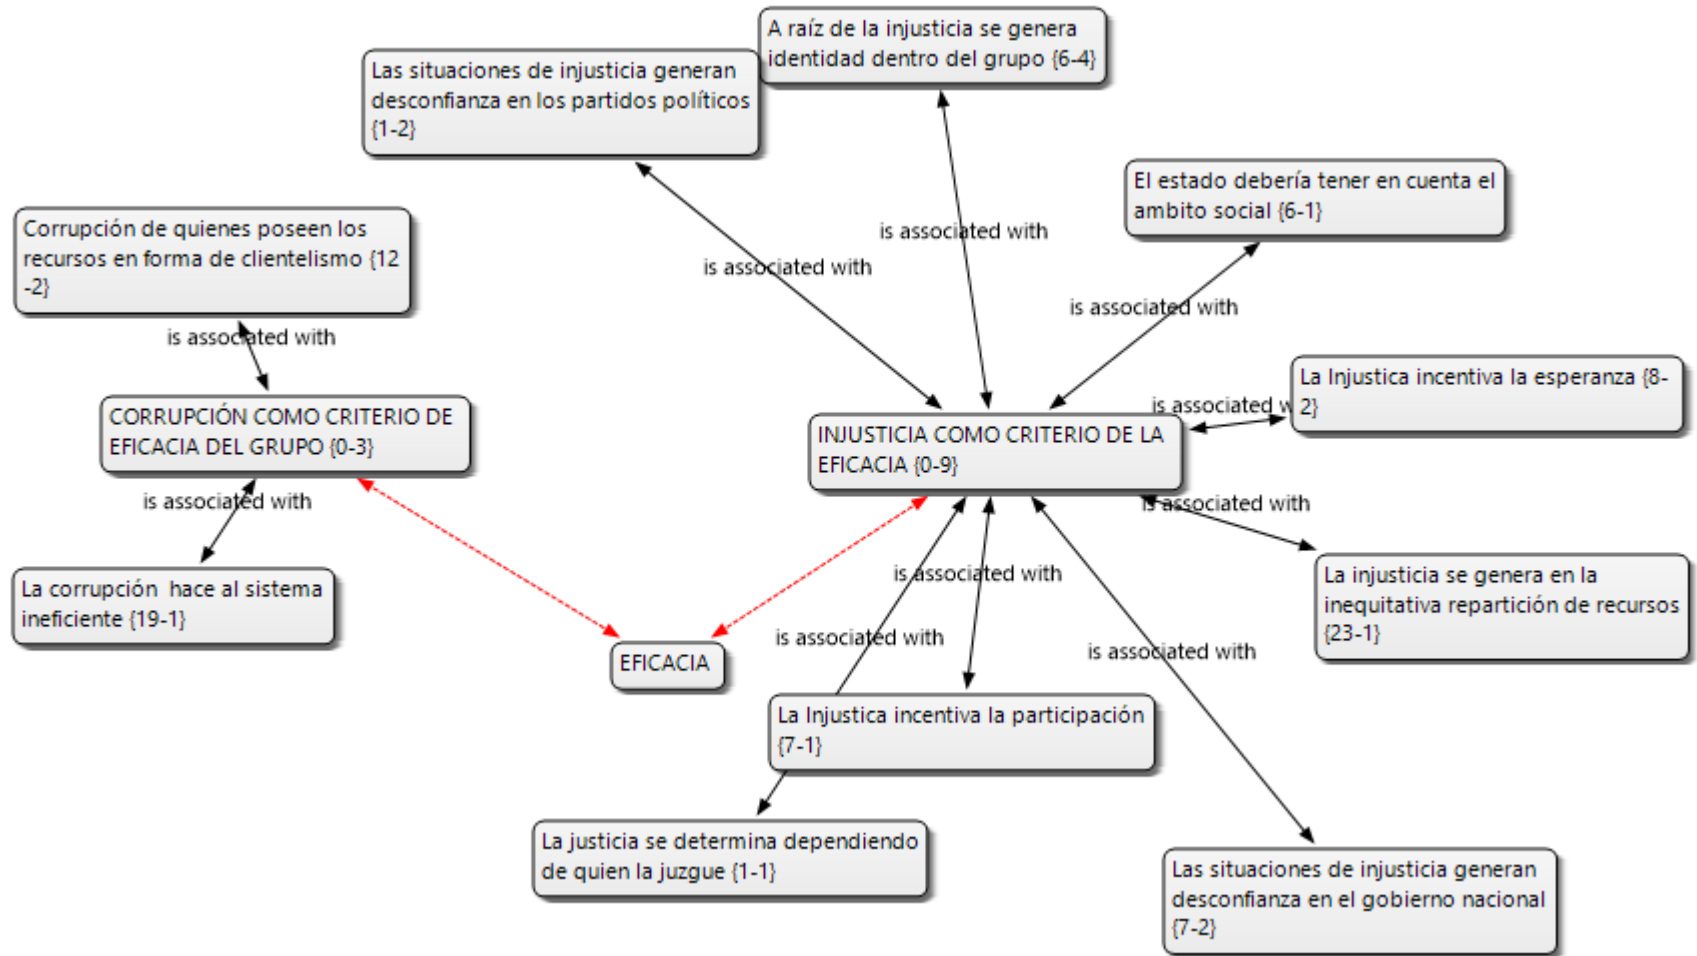 A raíz de la injusticia se genera
identidad dentro del grupo {6-4}
Las situaciones de injusticia generan
desconfianza en los partidos políticos
{1-2}
El estado debería tener en cuenta el
ambito social {6-1}
Corrupción de quienes poseen los
recursos en forma de clientelismo {12
-2}
is associated with
is associated with
is associated with
is associated with
La Injustica incentiva la esperanza {8-
2}
is associated w
CORRUPCIÓN COMO CRITERIO DE
EFICACIA DEL GRUPO {0-3}
INJUSTICIA COMO CRITERIO DE LA
EFICACIA {0-9}
is associated with
is associated with
La corrupción  hace al sistema
ineficiente {19-1}
is associated with
La injusticia se genera en la
inequitativa repartición de recursos
{23-1}
is associated with
is associated with
EFICACIA
La Injustica incentiva la participación
{7-1}
La justicia se determina dependiendo
de quien la juzgue {1-1}
Las situaciones de injusticia generan
desconfianza en el gobierno nacional
{7-2}